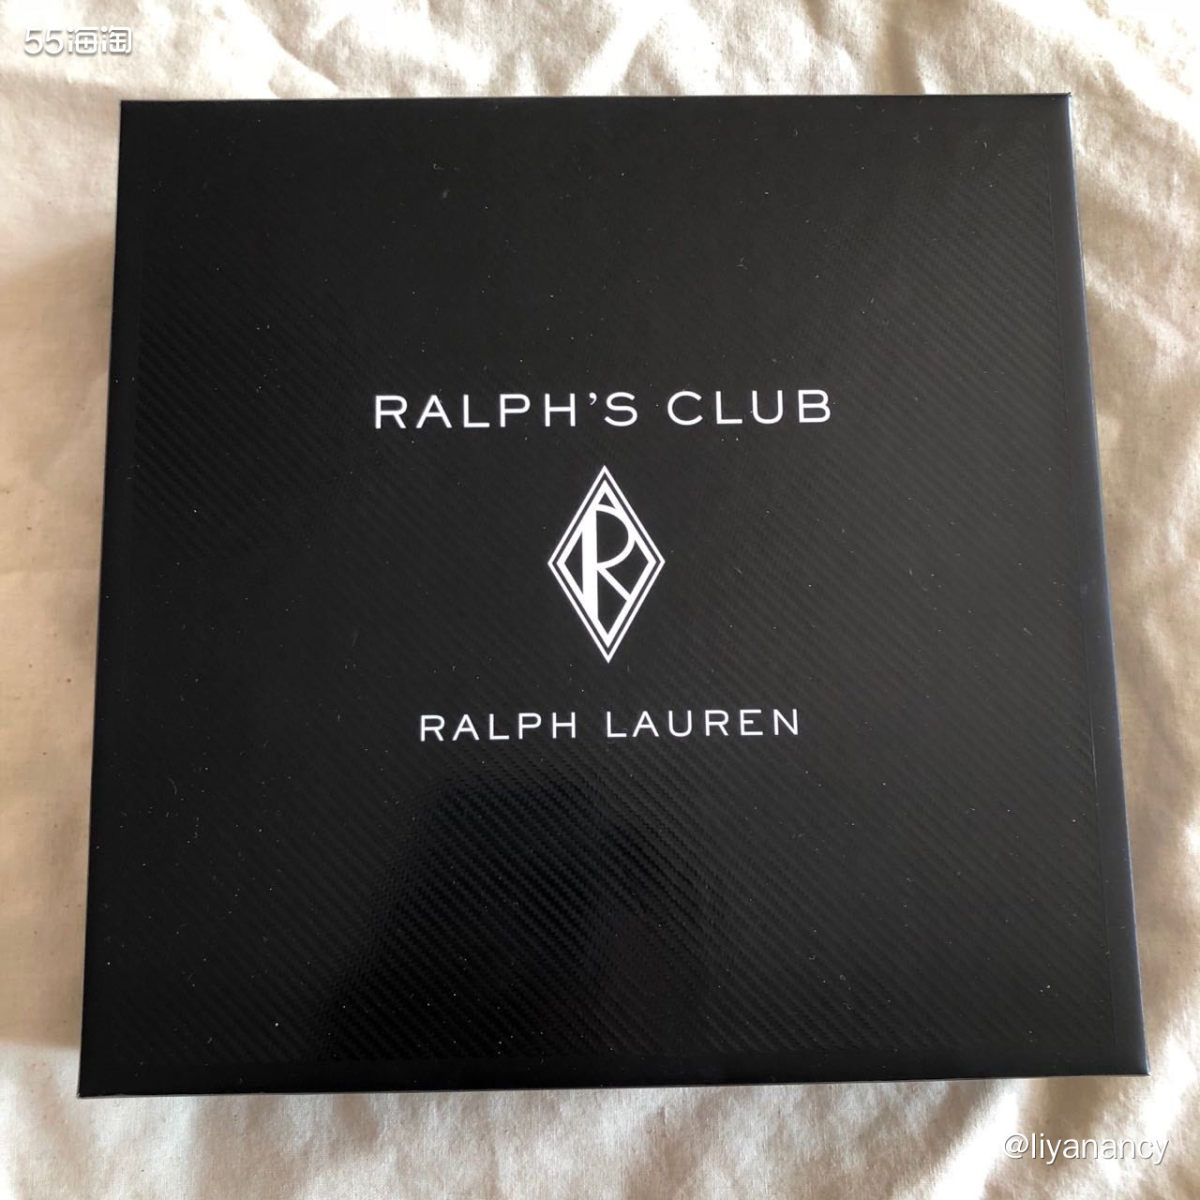 55海淘
RALPH'S CLUB
R
RALPH LAUREN
@liyanancy